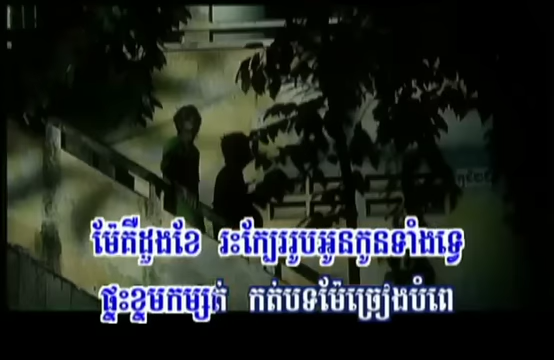 ម៉ែគឺដួងខែ រះក្បែររូបអូនកូនទាំងទ្វេ
ផ្ទះខ្ទមកម្សត់ កត់បទម៉ែច្រៀងបំពេ